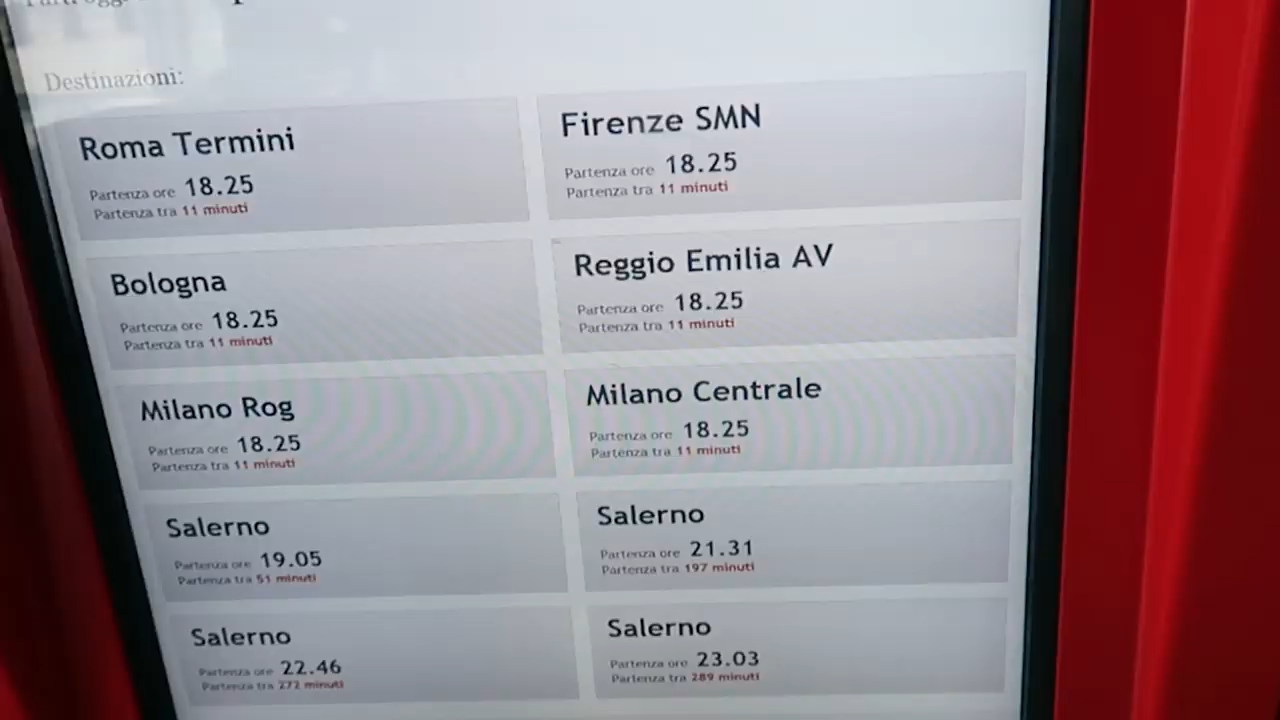 Destinazioni:
Roma Termini
Partenza ore 18.25
Partenza tra 11 minuti
Firenze SMN
Partenza ore 18.25
Partenza tra 11 minuti
Bologna
Partenza ore 18.25
Partenza tra 11 minuti
Reggio Emilia AV
Partenza ore 18.25
Partenza tra 11 minuti
Milano Rog
Partenza ore 18.25
Partenza tra 11 minuti
Milano Centrale
Partenza ore 18.25
Partenza tra 11 minuti
Salerno
Partenza ore 19.05
Partenza tra 51 minuti
Salerno
Partenza ore 21.31
Partenza tra 197 minuti
Salerno
Partenza ore 22.46
Partenza tra 272 minuti
Salerno
Partenza ore 23.03
Partenza tra 289 minuti